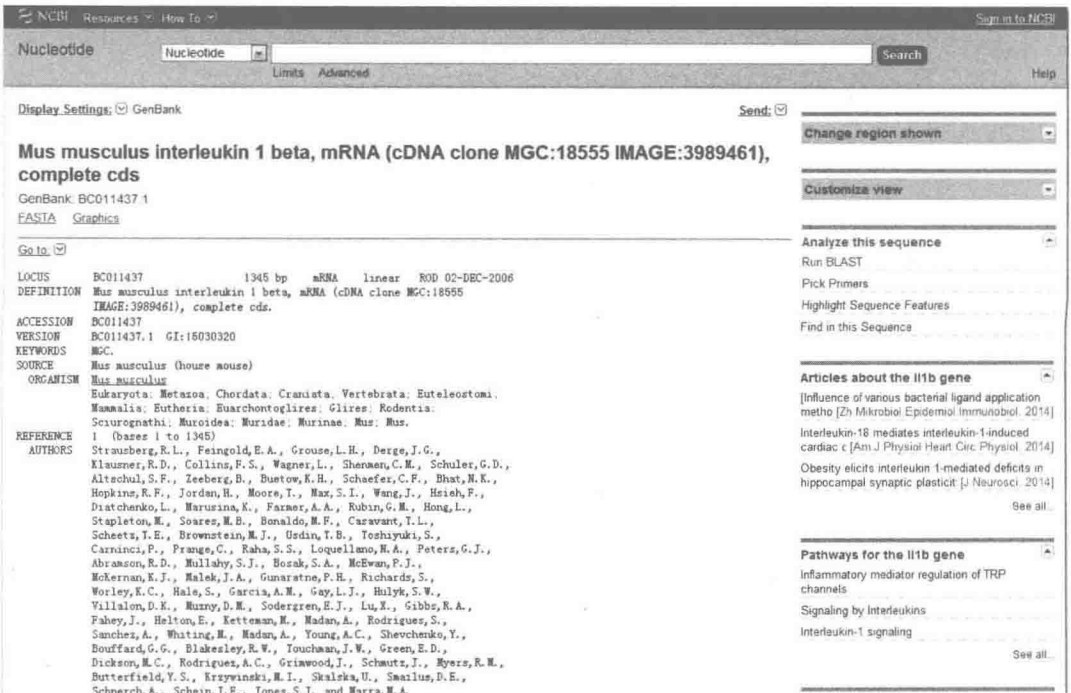 NCBI Resources How To Sign in to NCBI
Nucleotide Nucleotide Search
Limits Advanced Help
Display Settings: GenBank Send:
Mus musculus interleukin 1 beta, mRNA (cDNA clone MGC:18555 IMAGE:3989461),
complete cds
GenBank: BC011437.1
FASTA Graphics
Go to:
LOCUS BC011437 1345 bp mRNA linear ROD 02-DEC-2006
DEFINITION Mus musculus interleukin 1 beta, mRNA (cDNA clone MGC:18555
IMAGE:3989461), complete cds.
ACCESSION BC011437
VERSION BC011437.1 GI:15030320
KEYWORDS MGC.
SOURCE Mus musculus (house mouse)
ORGANISM Mus musculus
Eukaryota; Metazoa; Chordata; Craniata; Vertebrata; Euteleostomi;
Mammalia; Eutheria; Euarchontoglires; Glires; Rodentia;
Sciurognathi; Muroidea; Muridae; Murinae; Mus; Mus.
REFERENCE 1 (bases 1 to 1345)
AUTHORS Strausberg,R.L., Feingold,E.A., Grouse,L.H., Derge,J.G.,
Klausner,R.D., Collins,F.S., Wagner,L., Shenmen,C.M., Schuler,G.D.,
Altschul,S.F., Zeeberg,B., Buetow,K.H., Schaefer,C.F., Bhat,N.K.,
Hopkins,R.F., Jordan,H., Moore,T., Max,S.I., Wang,J., Hsieh,F.,
Diatchenko,L., Marusina,K., Farmer,A.A., Rubin,G.M., Hong,L.,
Stapleton,M., Soares,M.B., Bonaldo,M.F., Casavant,T.L.,
Scheetz,T.E., Brownstein,M.J., Usdin,T.B., Toshiyuki,S.,
Carninci,P., Prange,C., Raha,S.S., Loquellano,N.A., Peters,G.J.,
Abramson,R.D., Mullahy,S.J., Bosak,S.A., McEwan,P.J.,
McKernan,K.J., Malek,J.A., Gunaratne,P.H., Richards,S.,
Worley,K.C., Hale,S., Garcia,A.M., Gay,L.J., Hulyk,S.W.,
Villalon,D.K., Muzny,D.M., Sodergren,E.J., Lu,X., Gibbs,R.A.,
Fahey,J., Helton,E., Ketteman,M., Madan,A., Rodrigues,S.,
Sanchez,A., Whiting,M., Madan,A., Young,A.C., Shevchenko,Y.,
Bouffard,G.G., Blakesley,R.W., Touchman,J.W., Green,E.D.,
Dickson,M.C., Rodriguez,A.C., Grimwood,J., Schmutz,J., Myers,R.M.,
Butterfield,Y.S., Krzywinski,M.I., Skalska,U., Smailus,D.E.,
Schnerch,A., Schein,J.E., Jones,S.J. and Marra,M.A.
Change region shown
Customize view
Analyze this sequence
Run BLAST
Pick Primers
Highlight Sequence Features
Find in this Sequence
Articles about the Il1b gene
[Influence of various bacterial ligand application
metho [Zh Mikrobiol Epidemiol Immunobiol. 2014]
Interleukin-18 mediates interleukin-1-induced
cardiac c [Am J Physiol Heart Circ Physiol. 2014]
Obesity elicits interleukin 1-mediated deficits in
hippocampal synaptic plasticit [J Neurosci. 2014]
See all...
Pathways for the Il1b gene
Inflammatory mediator regulation of TRP
channels
Signaling by Interleukins
Interleukin-1 signaling
See all...